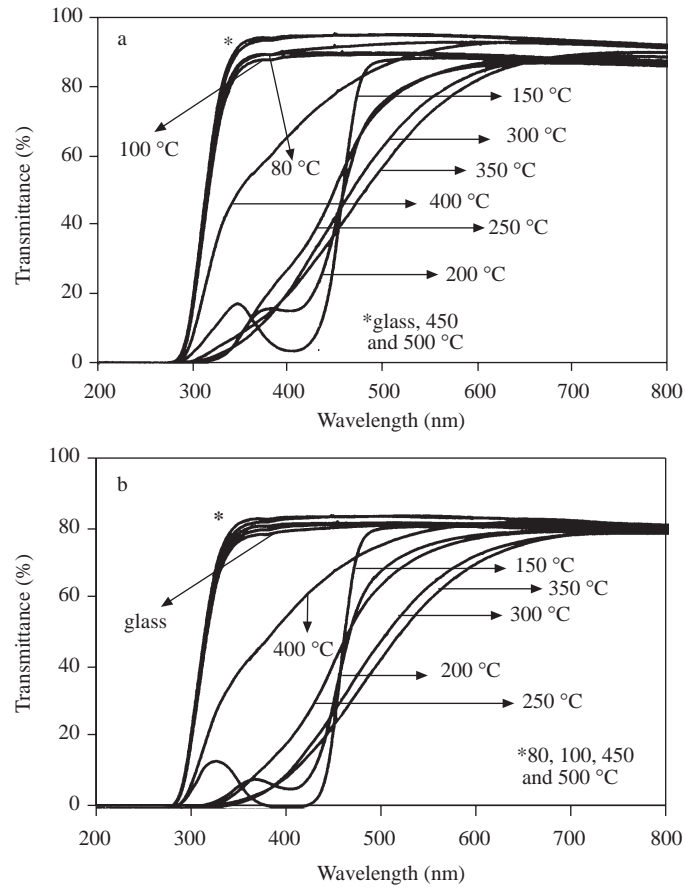 100
a
*
80
150 °C
100 °C
80 °C
300 °C
60
350 °C
400 °C
40
250 °C
200 °C
20
*glass, 450
and 500 °C
0
200 300 400 500 600 700 800
Transmittance (%)
Wavelength (nm)
100
b
*
80
150 °C
350 °C
60
glass
300 °C
400 °C
40
200 °C
250 °C
20
*80, 100, 450
and 500 °C
0
200 300 400 500 600 700 800
Transmittance (%)
Wavelength (nm)